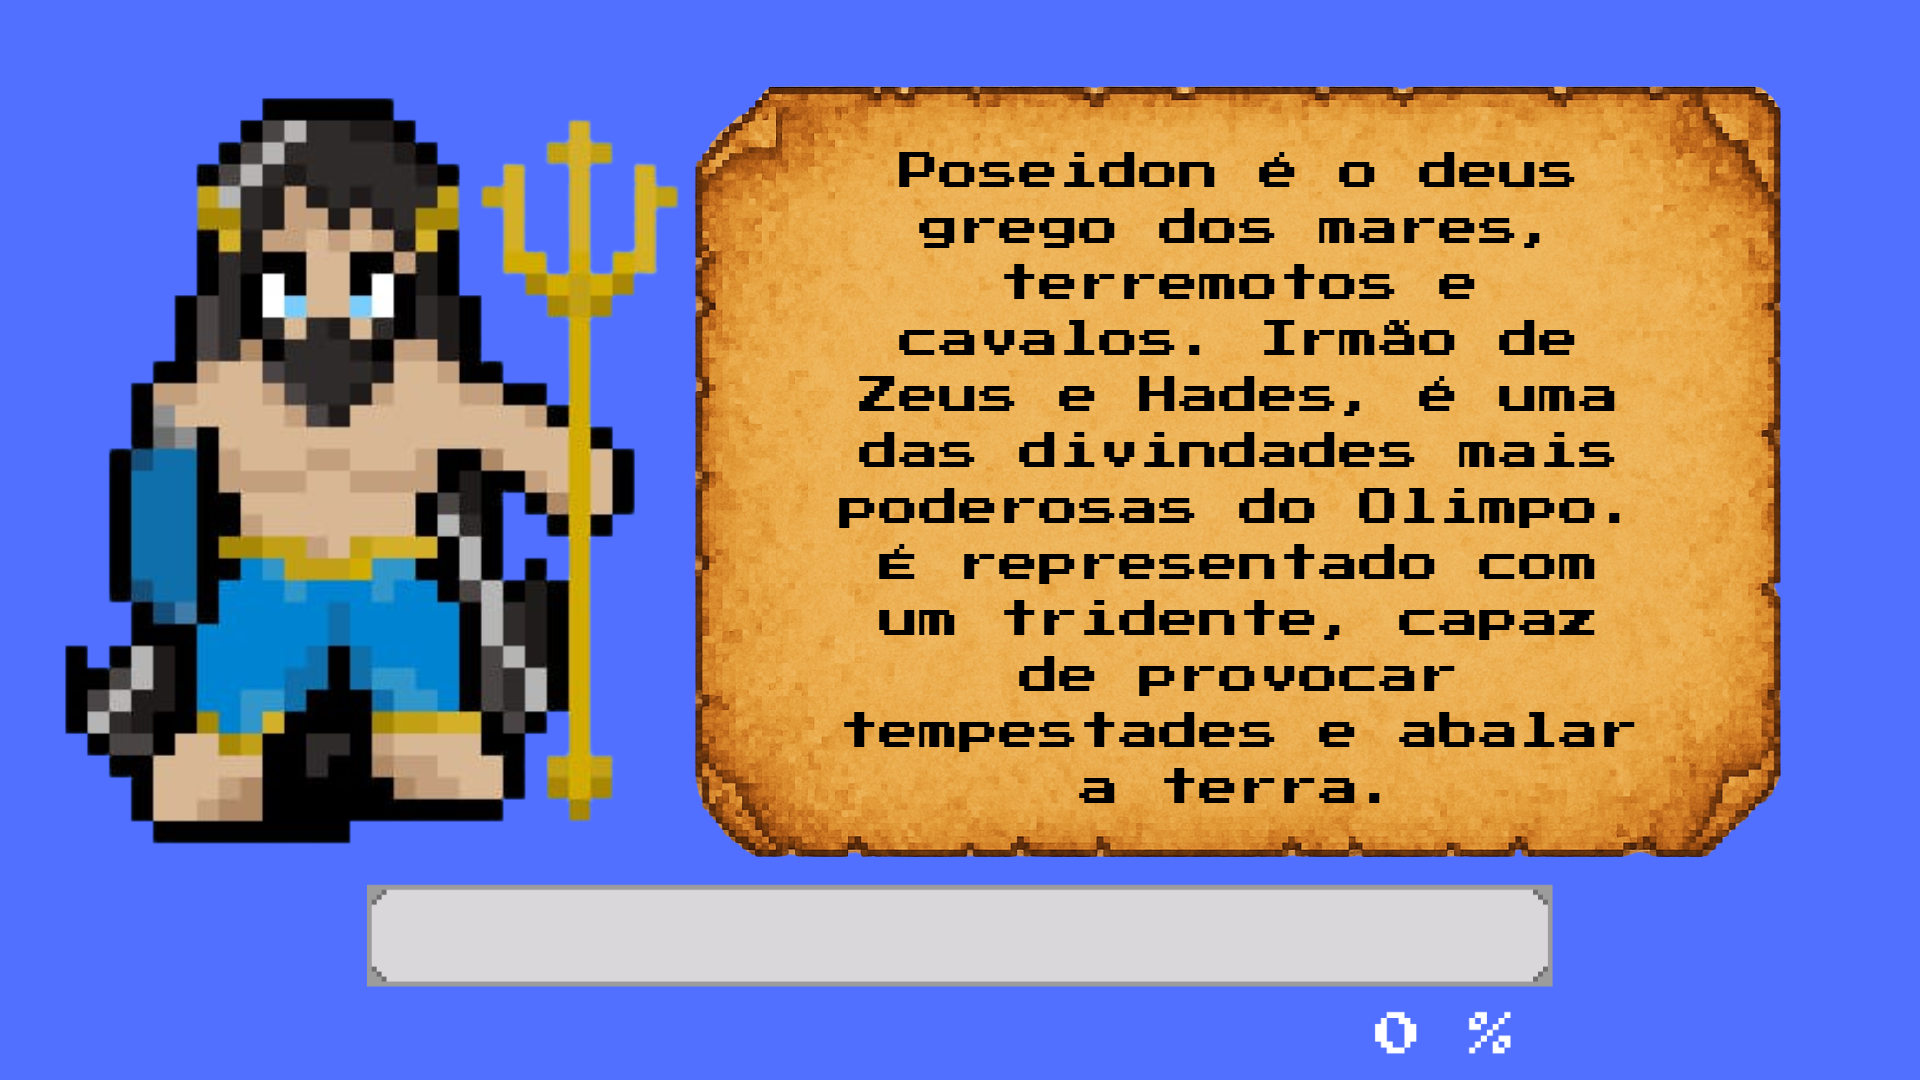 Poseidon é o deus
grego dos mares,
terremotos e
cavalos. Irmão de
Zeus e Hades, é uma
das divindades mais
poderosas do Olimpo.
É representado com
um tridente, capaz
de provocar
tempestades e abalar
a terra.
0 %